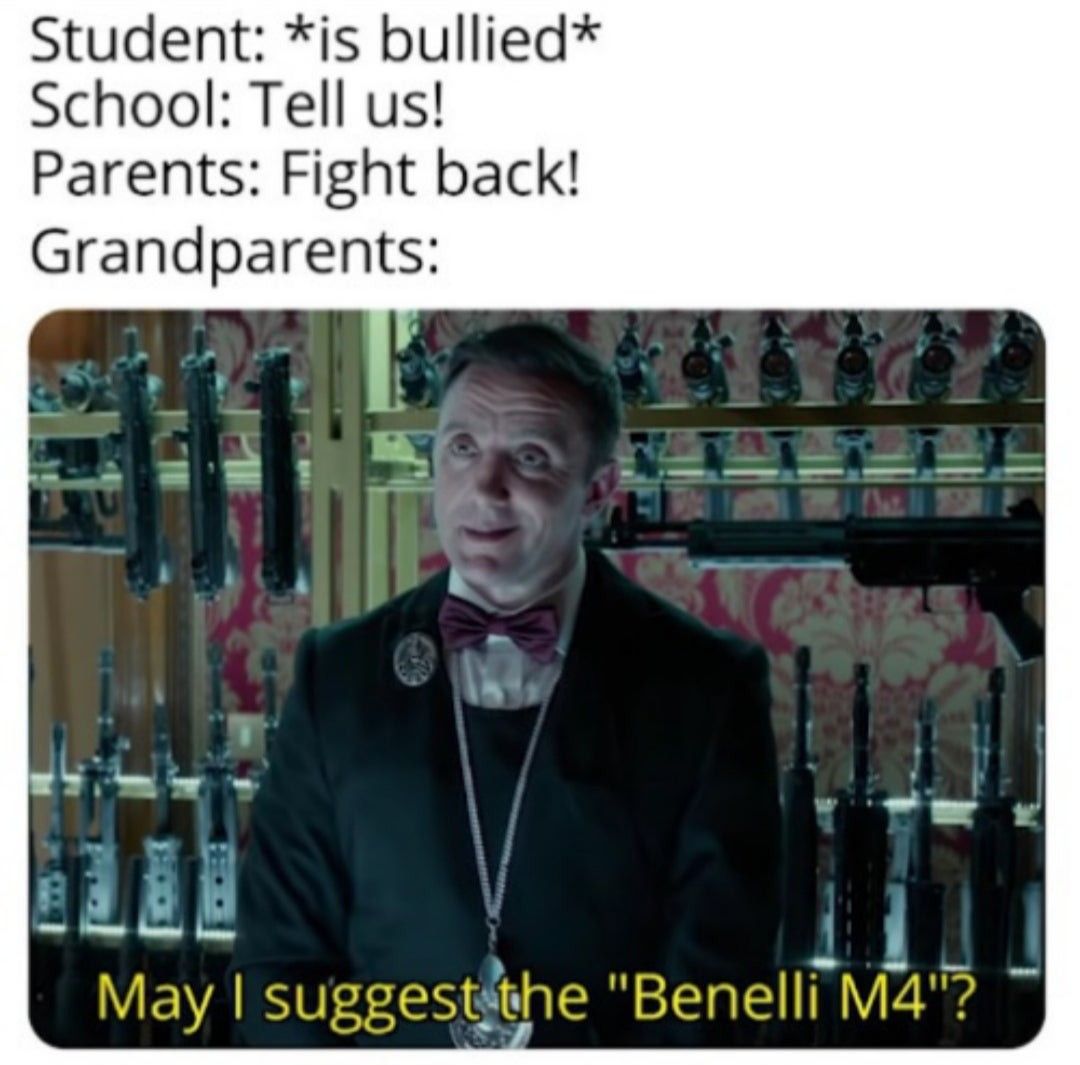 Student: *is bullied*
School: Tell us!
Parents: Fight back!
Grandparents:
May I suggest the "Benelli M4"?